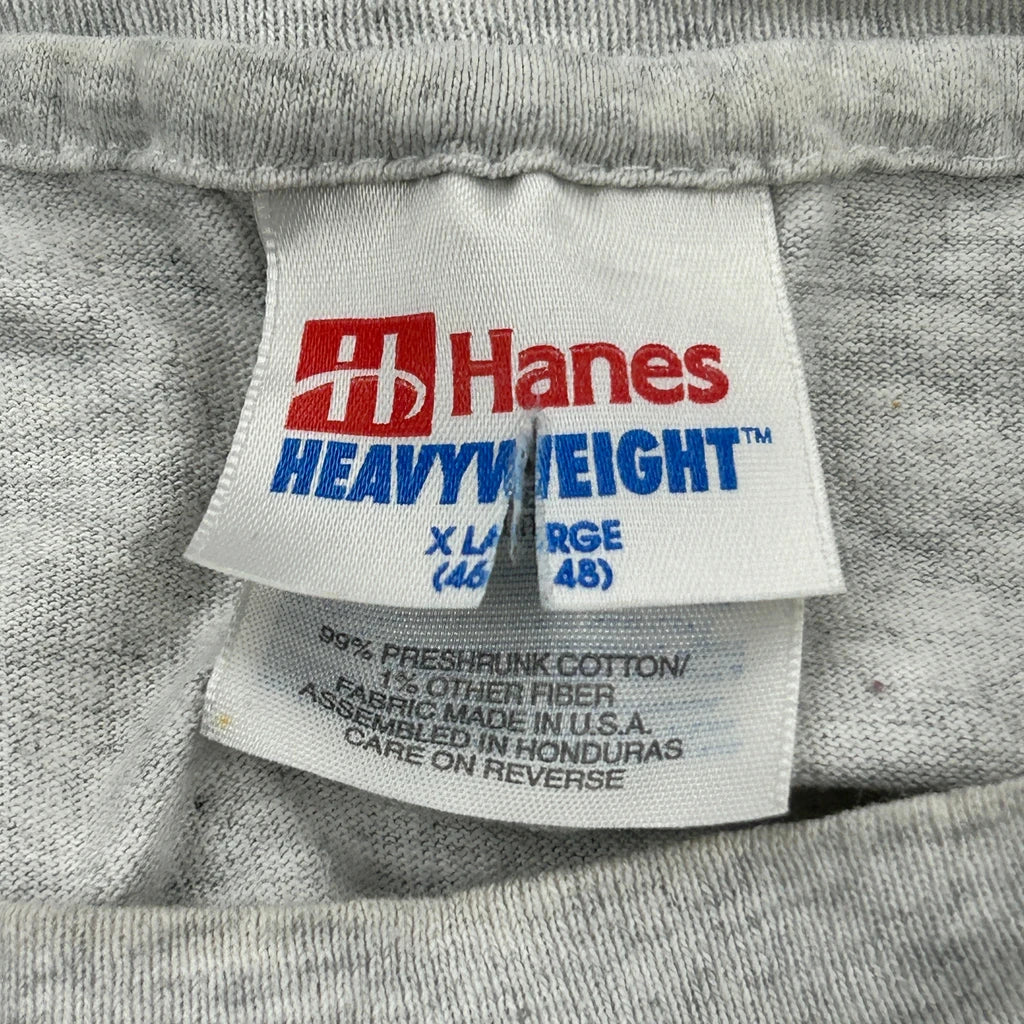 Hanes
HEAVYWEIGHT™
X LARGE
(46 48)
99% PRESHRUNK COTTON/
1% OTHER FIBER
FABRIC MADE IN U.S.A.
ASSEMBLED IN HONDURAS
CARE ON REVERSE